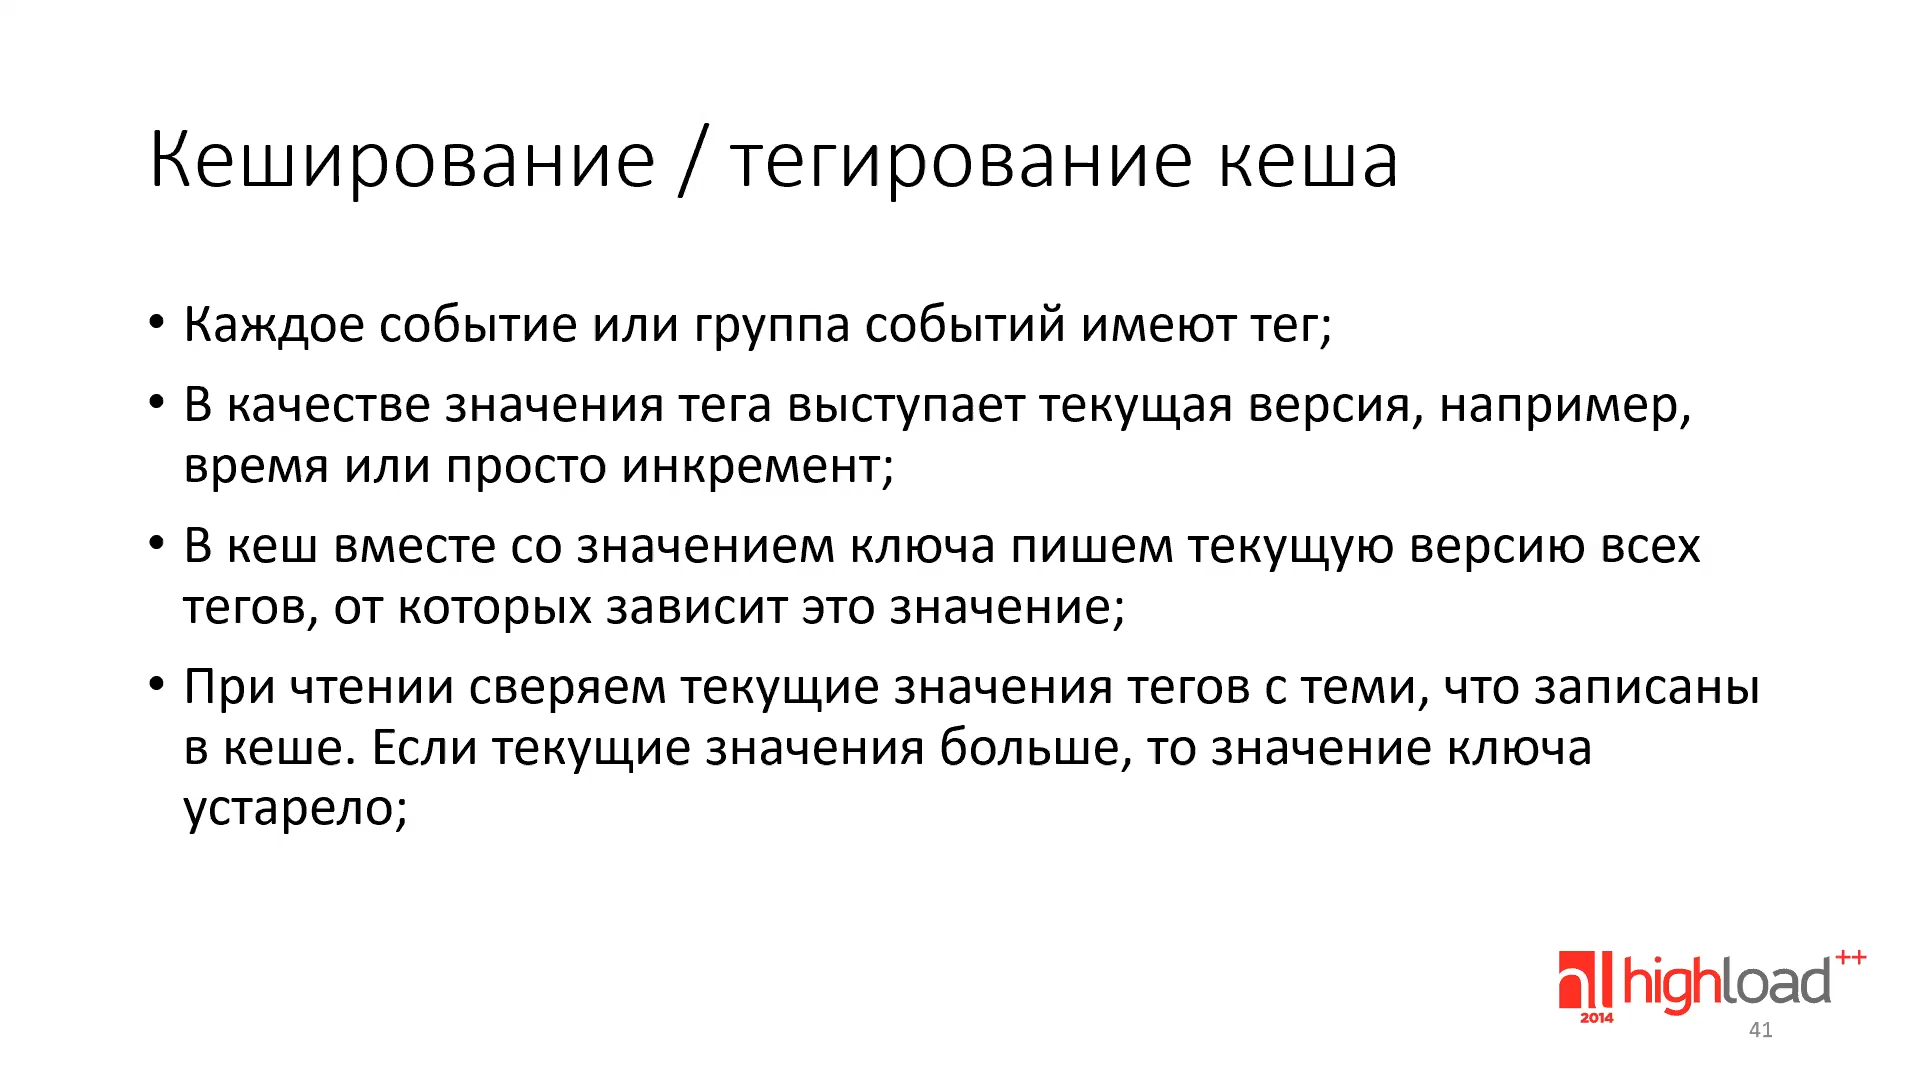 Кеширование / тегирование кеша
• Каждое событие или группа событий имеют тег;
• В качестве значения тега выступает текущая версия, например,
время или просто инкремент;
• В кеш вместе со значением ключа пишем текущую версию всех
тегов, от которых зависит это значение;
• При чтении сверяем текущие значения тегов с теми, что записаны
в кеше. Если текущие значения больше, то значение ключа
устарело;
highload++
2014
41